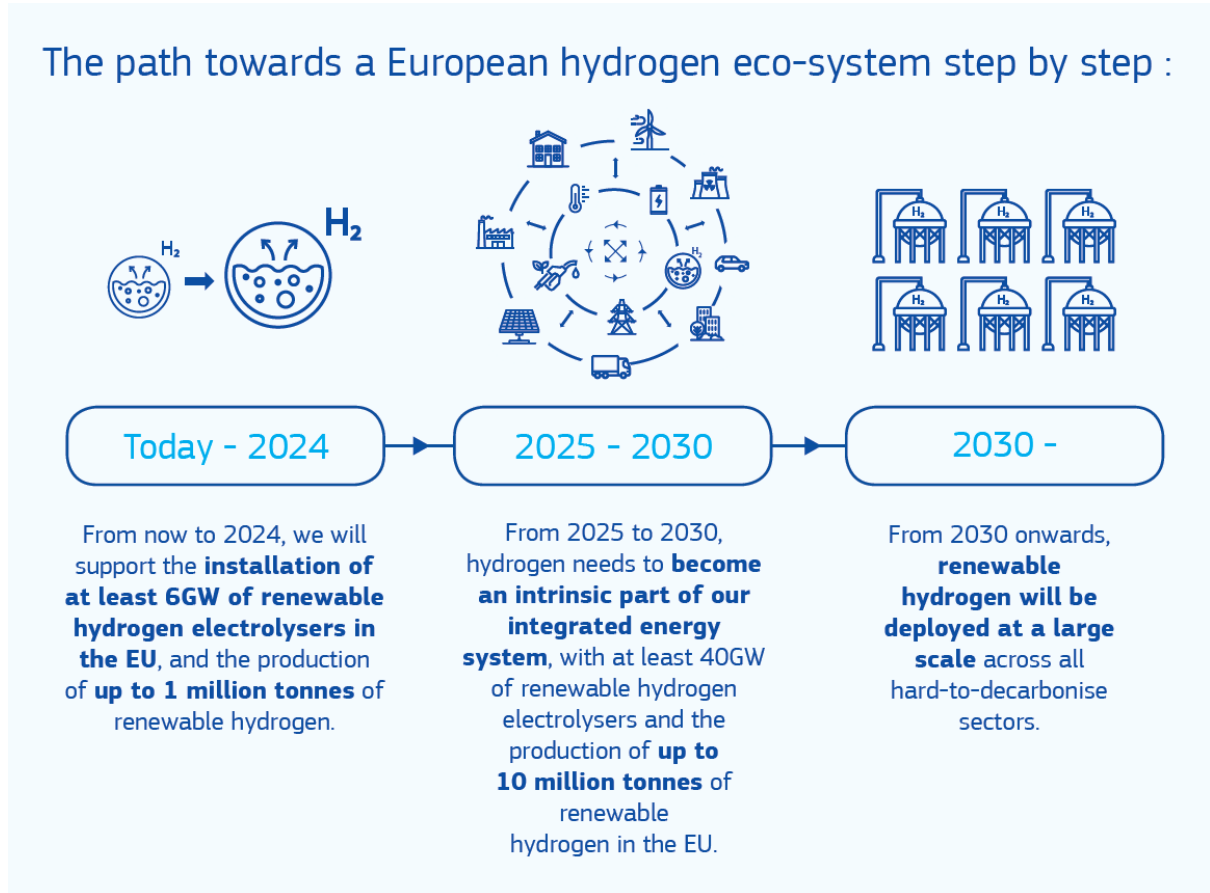 The path towards a European hydrogen eco-system step by step :
H₂
H₂
H₂
H₂
H₂
H₂
H₂
H₂
H₂
Today - 2024
From now to 2024, we will
support the installation of
at least 6GW of renewable
hydrogen electrolysers in
the EU, and the production
of up to 1 million tonnes of
renewable hydrogen.
2025 - 2030
From 2025 to 2030,
hydrogen needs to become
an intrinsic part of our
integrated energy
system, with at least 40GW
of renewable hydrogen
electrolysers and the
production of up to
10 million tonnes of
renewable
hydrogen in the EU.
2030 -
From 2030 onwards,
renewable
hydrogen will be
deployed at a large
scale across all
hard-to-decarbonise
sectors.